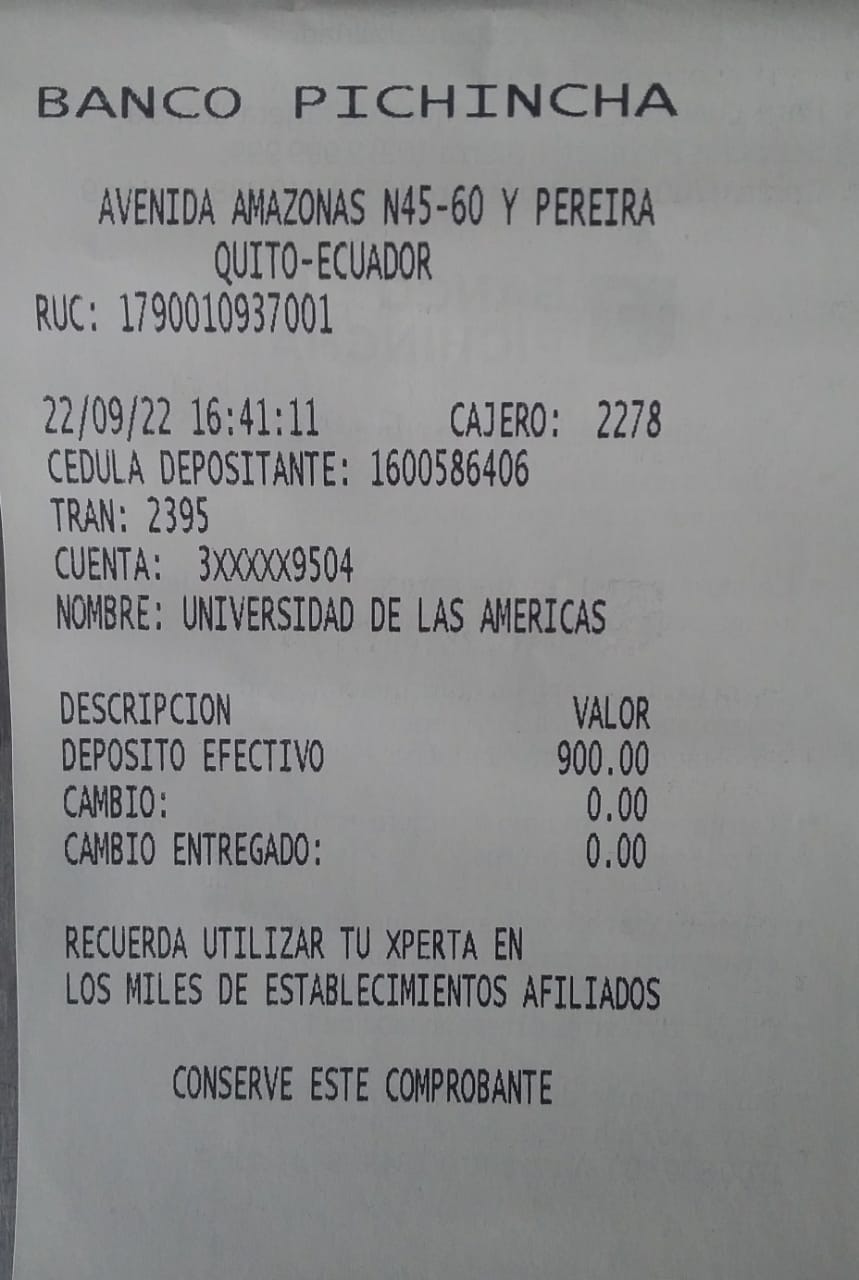 BANCO PICHINCHA
AVENIDA AMAZONAS N45-60 Y PEREIRA
QUITO-ECUADOR
RUC: 1790010937001
22/09/22 16:41:11 CAJERO: 2278
CEDULA DEPOSITANTE: 1600586406
TRAN: 2395
CUENTA: 3XXXXX9504
NOMBRE: UNIVERSIDAD DE LAS AMERICAS
DESCRIPCION VALOR
DEPOSITO EFECTIVO 900.00
CAMBIO: 0.00
CAMBIO ENTREGADO: 0.00
RECUERDA UTILIZAR TU XPERTA EN
LOS MILES DE ESTABLECIMIENTOS AFILIADOS
CONSERVE ESTE COMPROBANTE